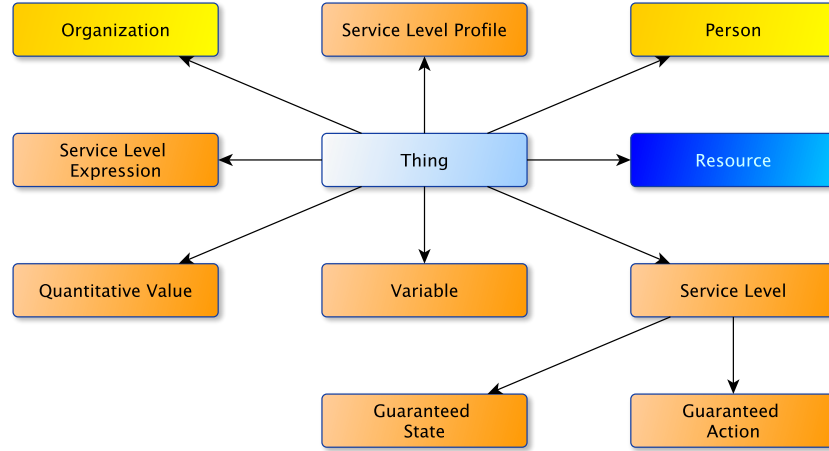 Organization
Service Level Profile
Person
Service Level
Expression
Thing
Resource
Quantitative Value
Variable
Service Level
Guaranteed
State
Guaranteed
Action